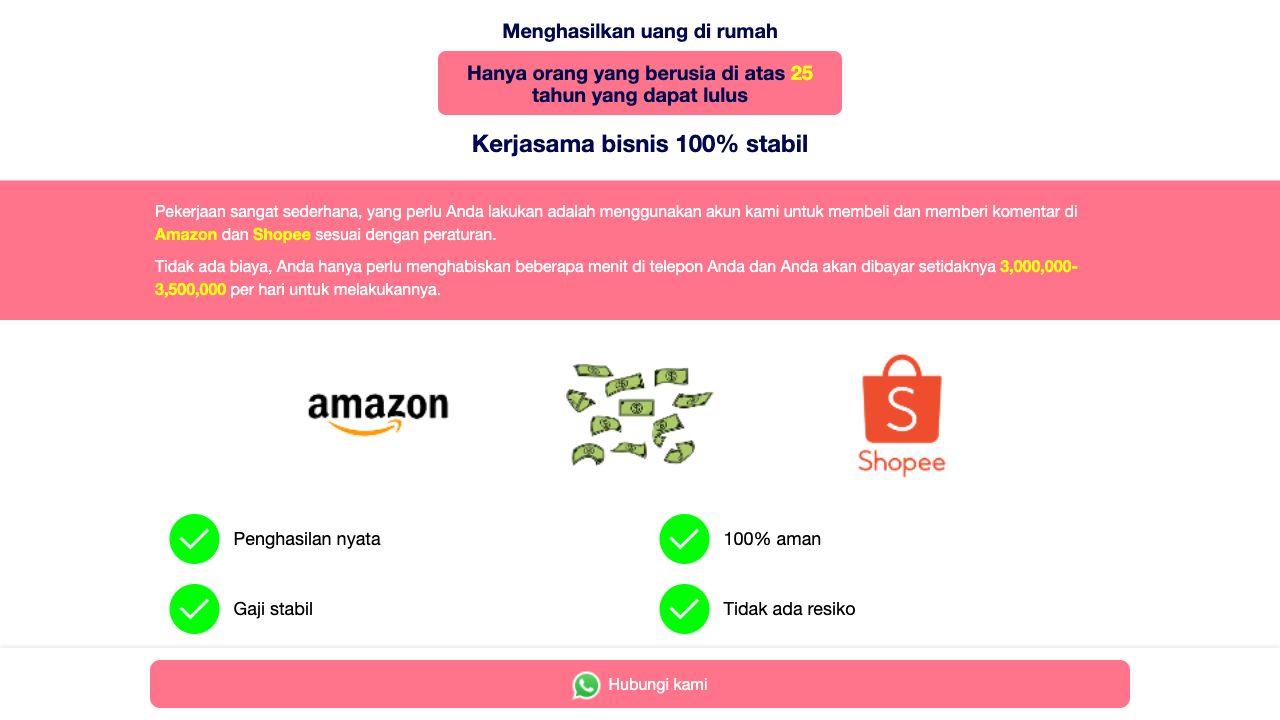 Menghasilkan uang di rumah
Hanya orang yang berusia di atas 25
tahun yang dapat lulus
Kerjasama bisnis 100% stabil
Pekerjaan sangat sederhana, yang perlu Anda lakukan adalah menggunakan akun kami untuk membeli dan memberi komentar di
Amazon dan Shopee sesuai dengan peraturan.
Tidak ada biaya, Anda hanya perlu menghabiskan beberapa menit di telepon Anda dan Anda akan dibayar setidaknya 3,000,000-
3,500,000 per hari untuk melakukannya.
amazon
S
Shopee
Penghasilan nyata
100% aman
Gaji stabil
Tidak ada resiko
Hubungi kami